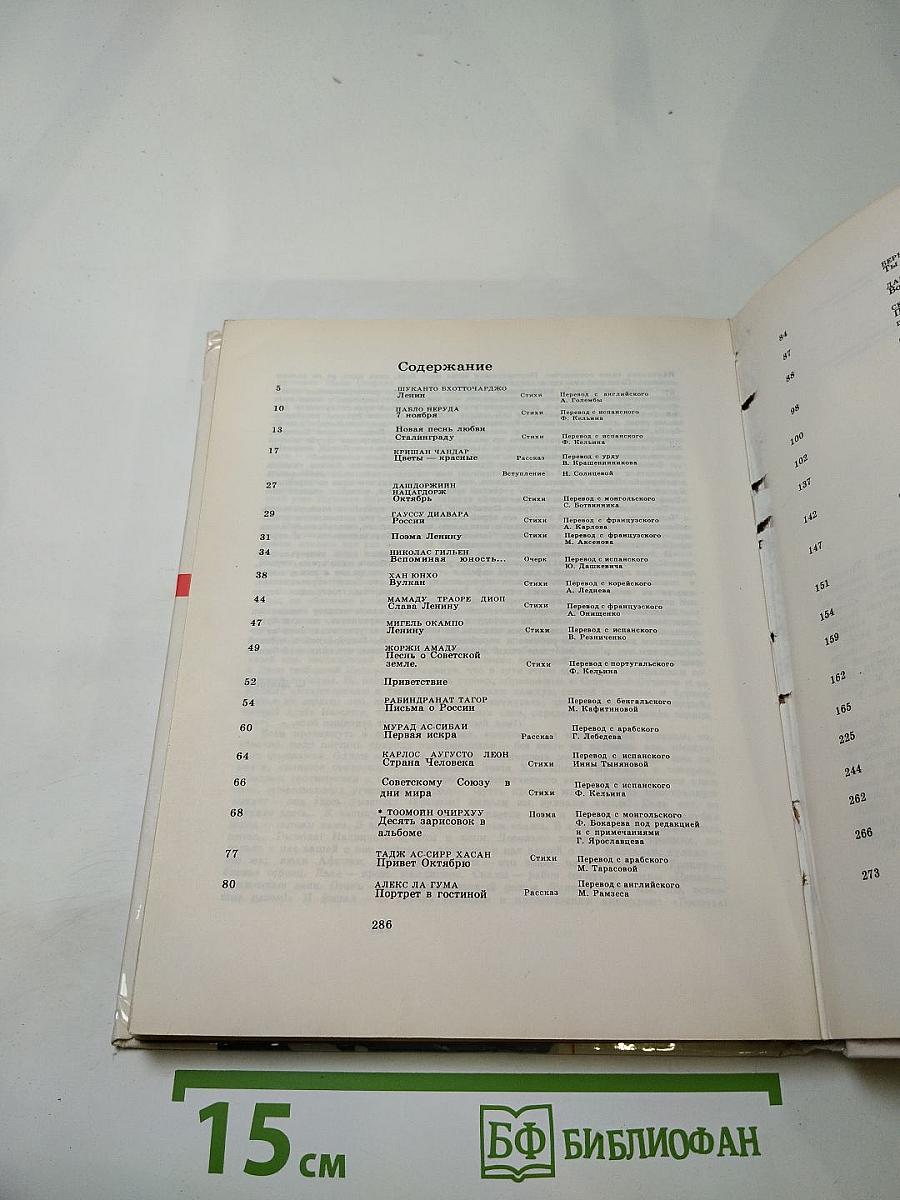 Содержание
5 ШУКАНТО БХОТТОЧАРДЖО
Ленин Стихи Перевод с английского
А. Голембы
10 ПАБЛО НЕРУДА
7 ноября Стихи Перевод с испанского
Ф. Кельина
13 Новая песнь любви
Сталинграду Стихи Перевод с испанского
Ф. Кельина
17 КРИШАН ЧАНДАР
Цветы — красные Рассказ Перевод с урду
В. Крашенинникова
Вступление Н. Солнцевой
27 ДАШДОРЖИИН
НАЦАГДОРЖ
Октябрь Стихи Перевод с монгольского
С. Ботвинника
29 ГАУССУ ДИАВАРА
России Стихи Перевод с французского
А. Карлова
31 Поэма Ленину Стихи Перевод с французского
М. Аксенова
34 НИКОЛАС ГИЛЬЕН
Вспоминая юность... Очерк Перевод с испанского
Ю. Дашкевича
38 ХАН ЮНХО
Вулкан Стихи Перевод с корейского
А. Леднева
44 МАМАДУ ТРАОРЕ ДИОП
Слава Ленину Стихи Перевод с французского
А. Онищенко
47 МИГЕЛЬ ОКАМПО
Ленину Стихи Перевод с испанского
В. Резниченко
49 ЖОРЖИ АМАДУ
Песнь о Советской
земле. Стихи Перевод с португальского
Ф. Кельина
52 Приветствие
54 РАБИНДРАНАТ ТАГОР
Письма о России Перевод с бенгальского
М. Кафитиновой
60 МУРАД АС-СИБАИ
Первая искра Рассказ Перевод с арабского
Г. Лебедева
64 КАРЛОС АУГУСТО ЛЕОН
Страна Человека Стихи Перевод с испанского
Инны Тыняновой
66 Советскому Союзу в
дни мира Стихи Перевод с испанского
Ф. Кельина
68 * ТООМОЙН ОЧИРХУУ
Десять зарисовок в
альбоме Поэма Перевод с монгольского
Ф. Бокарева под редакцией
и с примечаниями
Г. Ярославцева
77 ТАДЖ АС-СИРР ХАСАН
Привет Октябрю Стихи Перевод с арабского
М. Тарасовой
80 АЛЕКС ЛА ГУМА
Портрет в гостиной Рассказ Перевод с английского
М. Рамзеса
286
84
87
88
98
100
102
137
142
147
151
154
159
162
165
225
244
262
266
273
15 см
БФ БИБЛИОФАН